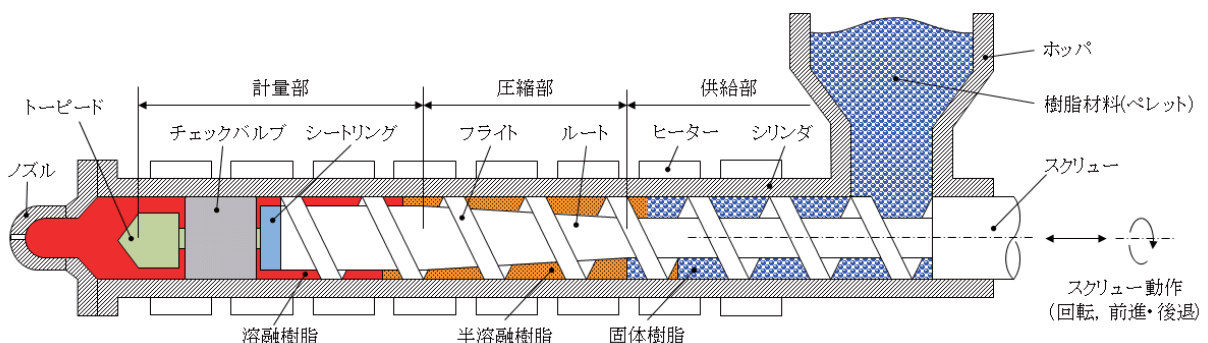 ホッパ
計量部
圧縮部
供給部
トーピード
樹脂材料(ペレット)
チェックバルブ
シートリング
フライト
ルート
ヒーター
シリンダ
ノズル
スクリュー
スクリュー動作
(回転, 前進・後退)
溶融樹脂
半溶融樹脂
固体樹脂